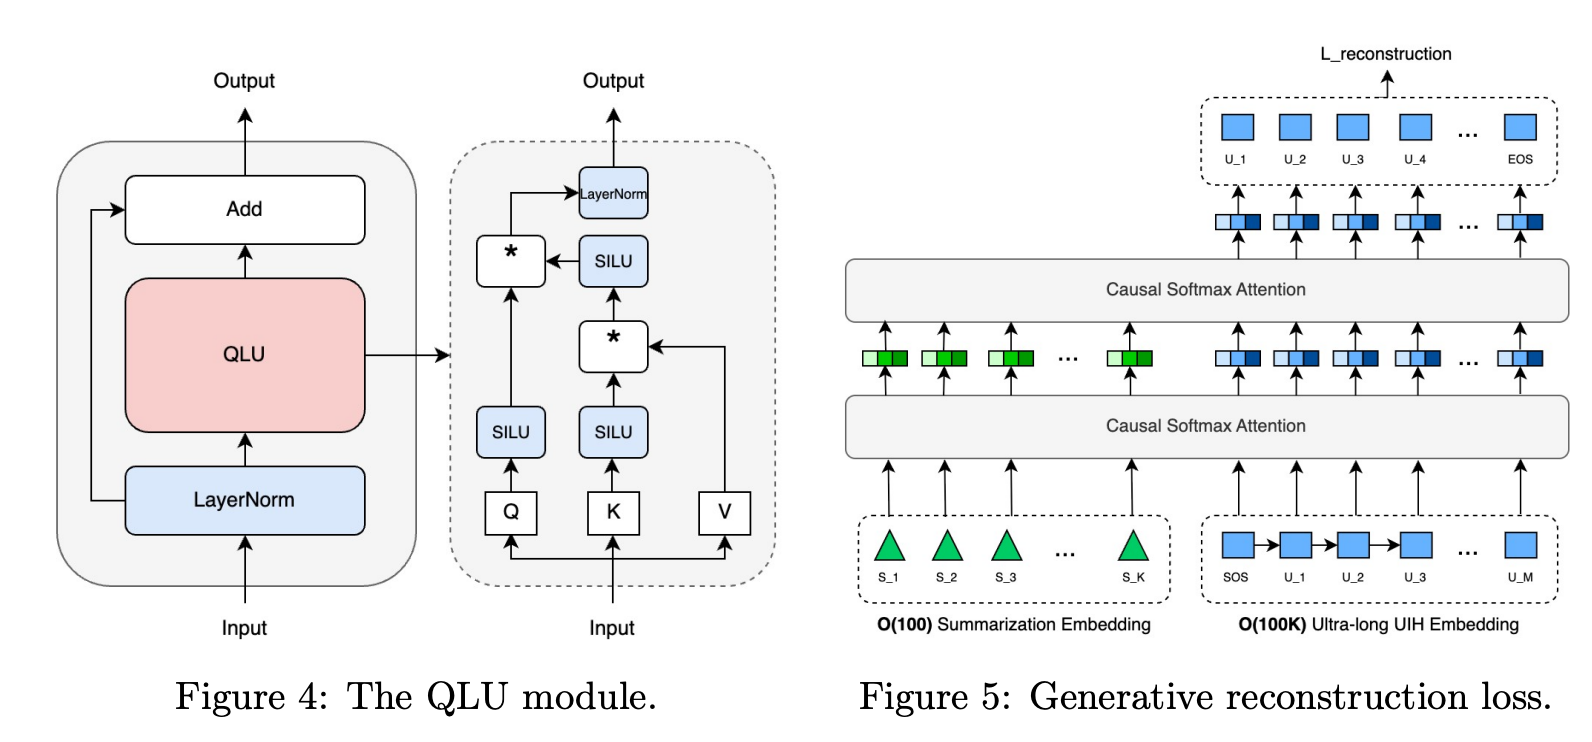 Output
Add
QLU
LayerNorm
Input
Output
LayerNorm
*
SILU
*
SILU
SILU
Q
K
V
Input
Figure 4: The QLU module.
L_reconstruction
U_1
U_2
U_3
U_4
...
EOS
...
Causal Softmax Attention
...
...
Causal Softmax Attention
...
S_1
S_2
S_3
S_K
...
SOS
U_1
U_2
U_3
U_M
O(100) Summarization Embedding
O(100K) Ultra-long UIH Embedding
Figure 5: Generative reconstruction loss.